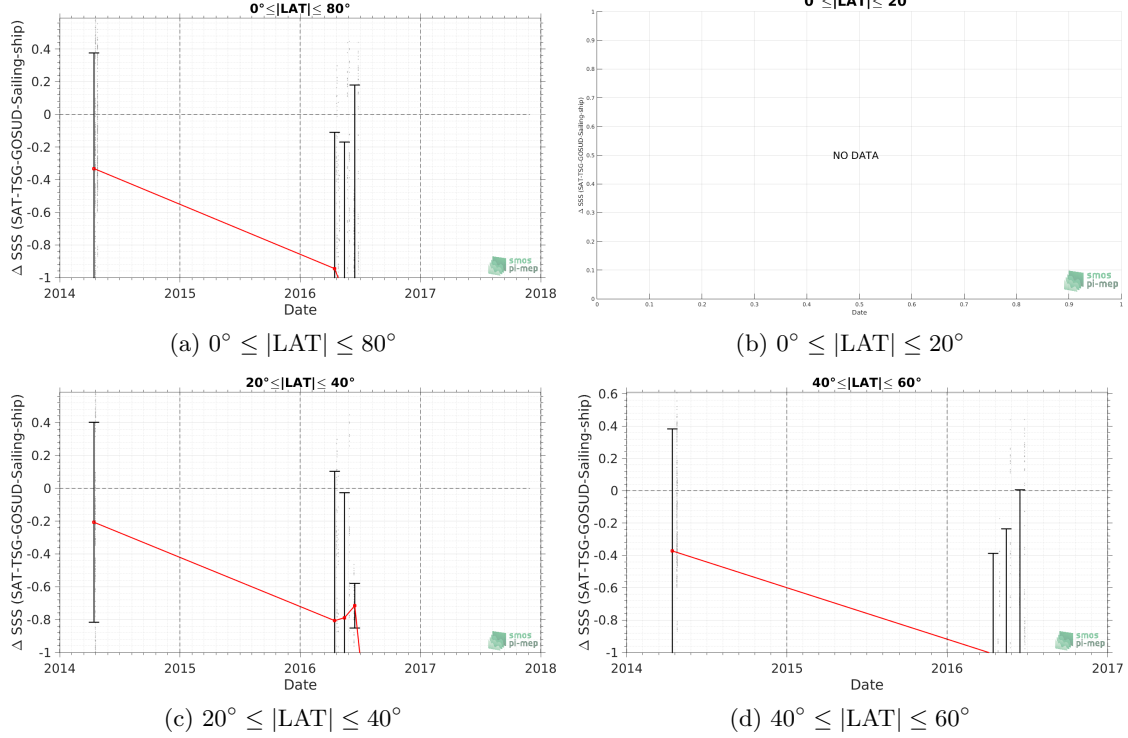 0°≤|LAT|≤ 80°
Δ SSS (SAT-TSG-GOSUD-Sailing-ship)
0.4
0.2
0
-0.2
-0.4
-0.6
-0.8
-1
2014
2015
2016
2017
2018
Date
smos
pi-mep
(a) 0° ≤ |LAT| ≤ 80°
0°≤|LAT|≤ 20°
Δ SSS (SAT-TSG-GOSUD-Sailing-ship)
1
0.9
0.8
0.7
0.6
0.5
0.4
0.3
0.2
0.1
0
NO DATA
0
0.1
0.2
0.3
0.4
0.5
0.6
0.7
0.8
0.9
1
Date
smos
pi-mep
(b) 0° ≤ |LAT| ≤ 20°
20°≤|LAT|≤ 40°
Δ SSS (SAT-TSG-GOSUD-Sailing-ship)
0.4
0.2
0
-0.2
-0.4
-0.6
-0.8
-1
2014
2015
2016
2017
2018
Date
smos
pi-mep
(c) 20° ≤ |LAT| ≤ 40°
40°≤|LAT|≤ 60°
Δ SSS (SAT-TSG-GOSUD-Sailing-ship)
0.6
0.4
0.2
0
-0.2
-0.4
-0.6
-0.8
-1
2014
2015
2016
2017
Date
smos
pi-mep
(d) 40° ≤ |LAT| ≤ 60°